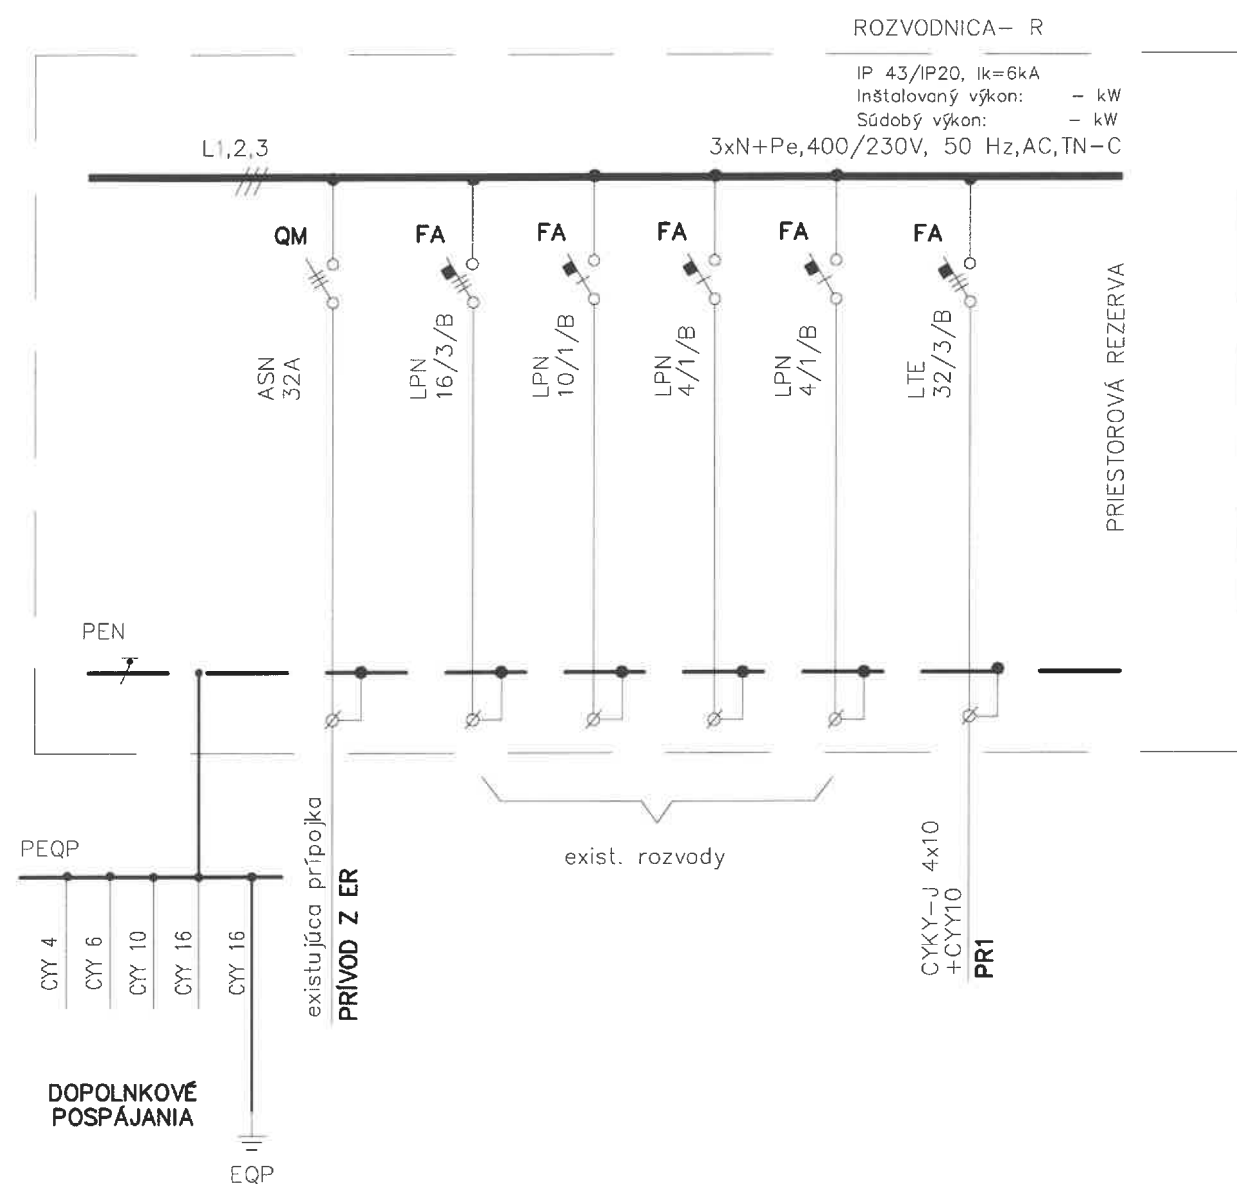 ROZVODNICA- R
IP 43/IP20, Ik=6kA
Inštalovaný výkon: - kW
Súdobý výkon: - kW
3xN+Pe,400/230V, 50 Hz,AC,TN-C
L1,2,3
QM
FA
FA
FA
FA
FA
ASN
32A
LPN
16/3/B
LPN
10/1/B
LPN
4/1/B
LPN
4/1/B
LTE
32/3/B
PRIESTOROVÁ REZERVA
PEN
PEQP
exist. rozvody
existujúca prípojka
PRÍVOD Z ER
CYKY-J 4x10
+CYY10
PR1
CYY 4
CYY 6
CYY 10
CYY 16
CYY 16
DOPOLNKOVÉ
POSPÁJANIA
EQP